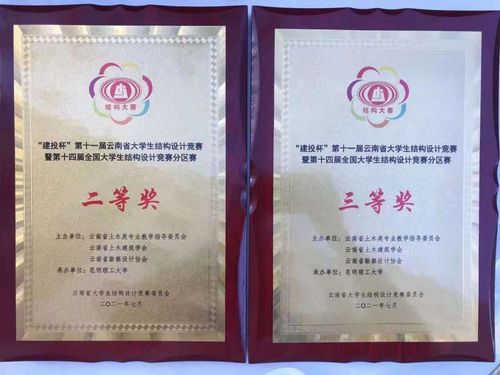 结构大赛
“建投杯”第十一届云南省大学生结构设计竞赛
暨第十四届全国大学生结构设计竞赛分区赛
二等奖
主办单位：云南省土木类专业教学指导委员会
云南省土木建筑学会
云南省勘察设计协会
承办单位：昆明理工大学
云南省大学生结构设计竞赛委员会
二〇二一年七月
结构大赛
“建投杯”第十一届云南省大学生结构设计竞赛
暨第十四届全国大学生结构设计竞赛分区赛
三等奖
主办单位：云南省土木类专业教学指导委员会
云南省土木建筑学会
云南省勘察设计协会
承办单位：昆明理工大学
云南省大学生结构设计竞赛委员会
二〇二一年七月